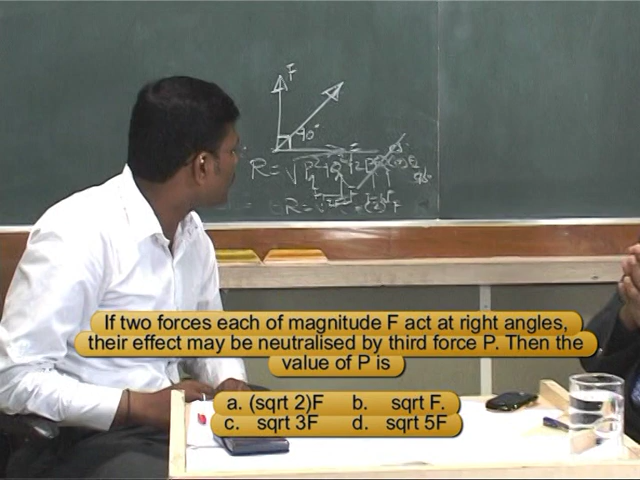 F
90°
If two forces each of magnitude F act at right angles,
their effect may be neutralised by third force P. Then the
value of P is
a. (sqrt 2)F b. sqrt F.
c. sqrt 3F d. sqrt 5F